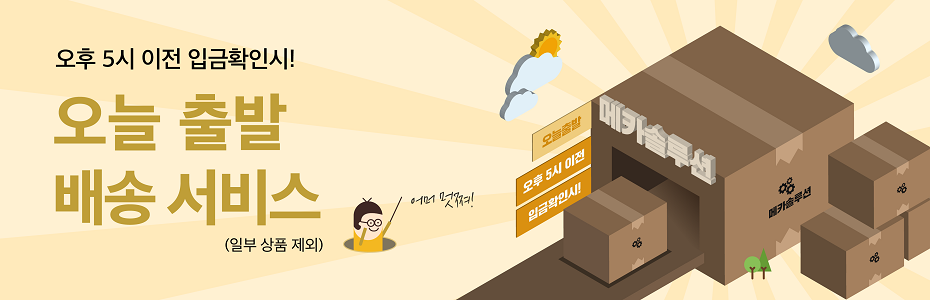 오후 5시 이전 입금확인시!
오늘 출발
배송 서비스
(일부 상품 제외)
어머 멋쪄!
오늘출발
오후 5시 이전
입금확인시!
메카솔루션
메카솔루션